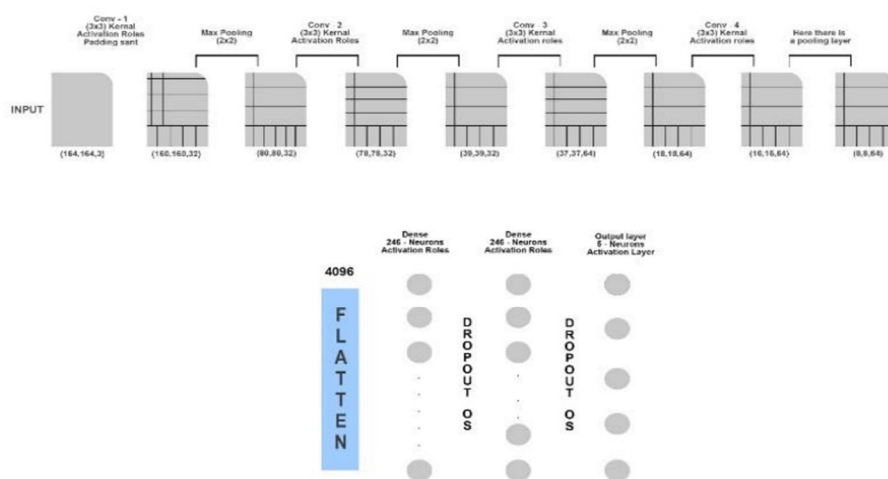 Conv - 1
(3x3) Kernal
Activation Roles
Padding sant
Max Pooling
(2x2)
Conv - 2
(3x3) Kernal
Activation Roles
Max Pooling
(2x2)
Conv - 3
(3x3) Kernal
Activation roles
Max Pooling
(2x2)
Conv - 4
(3x3) Kernal
Activation roles
Here there is
a pooling layer
INPUT
(164,164,3)
(160,160,32)
(80,80,32)
(78,78,32)
(39,39,32)
(37,37,64)
(18,18,64)
(16,16,64)
(8,8,64)
Dense
246 - Neurons
Activation Roles
Dense
246 - Neurons
Activation Roles
Output layer
5 - Neurons
Activation Layer
4096
FLATTEN
DROPOUT OS
DROPOUT OS